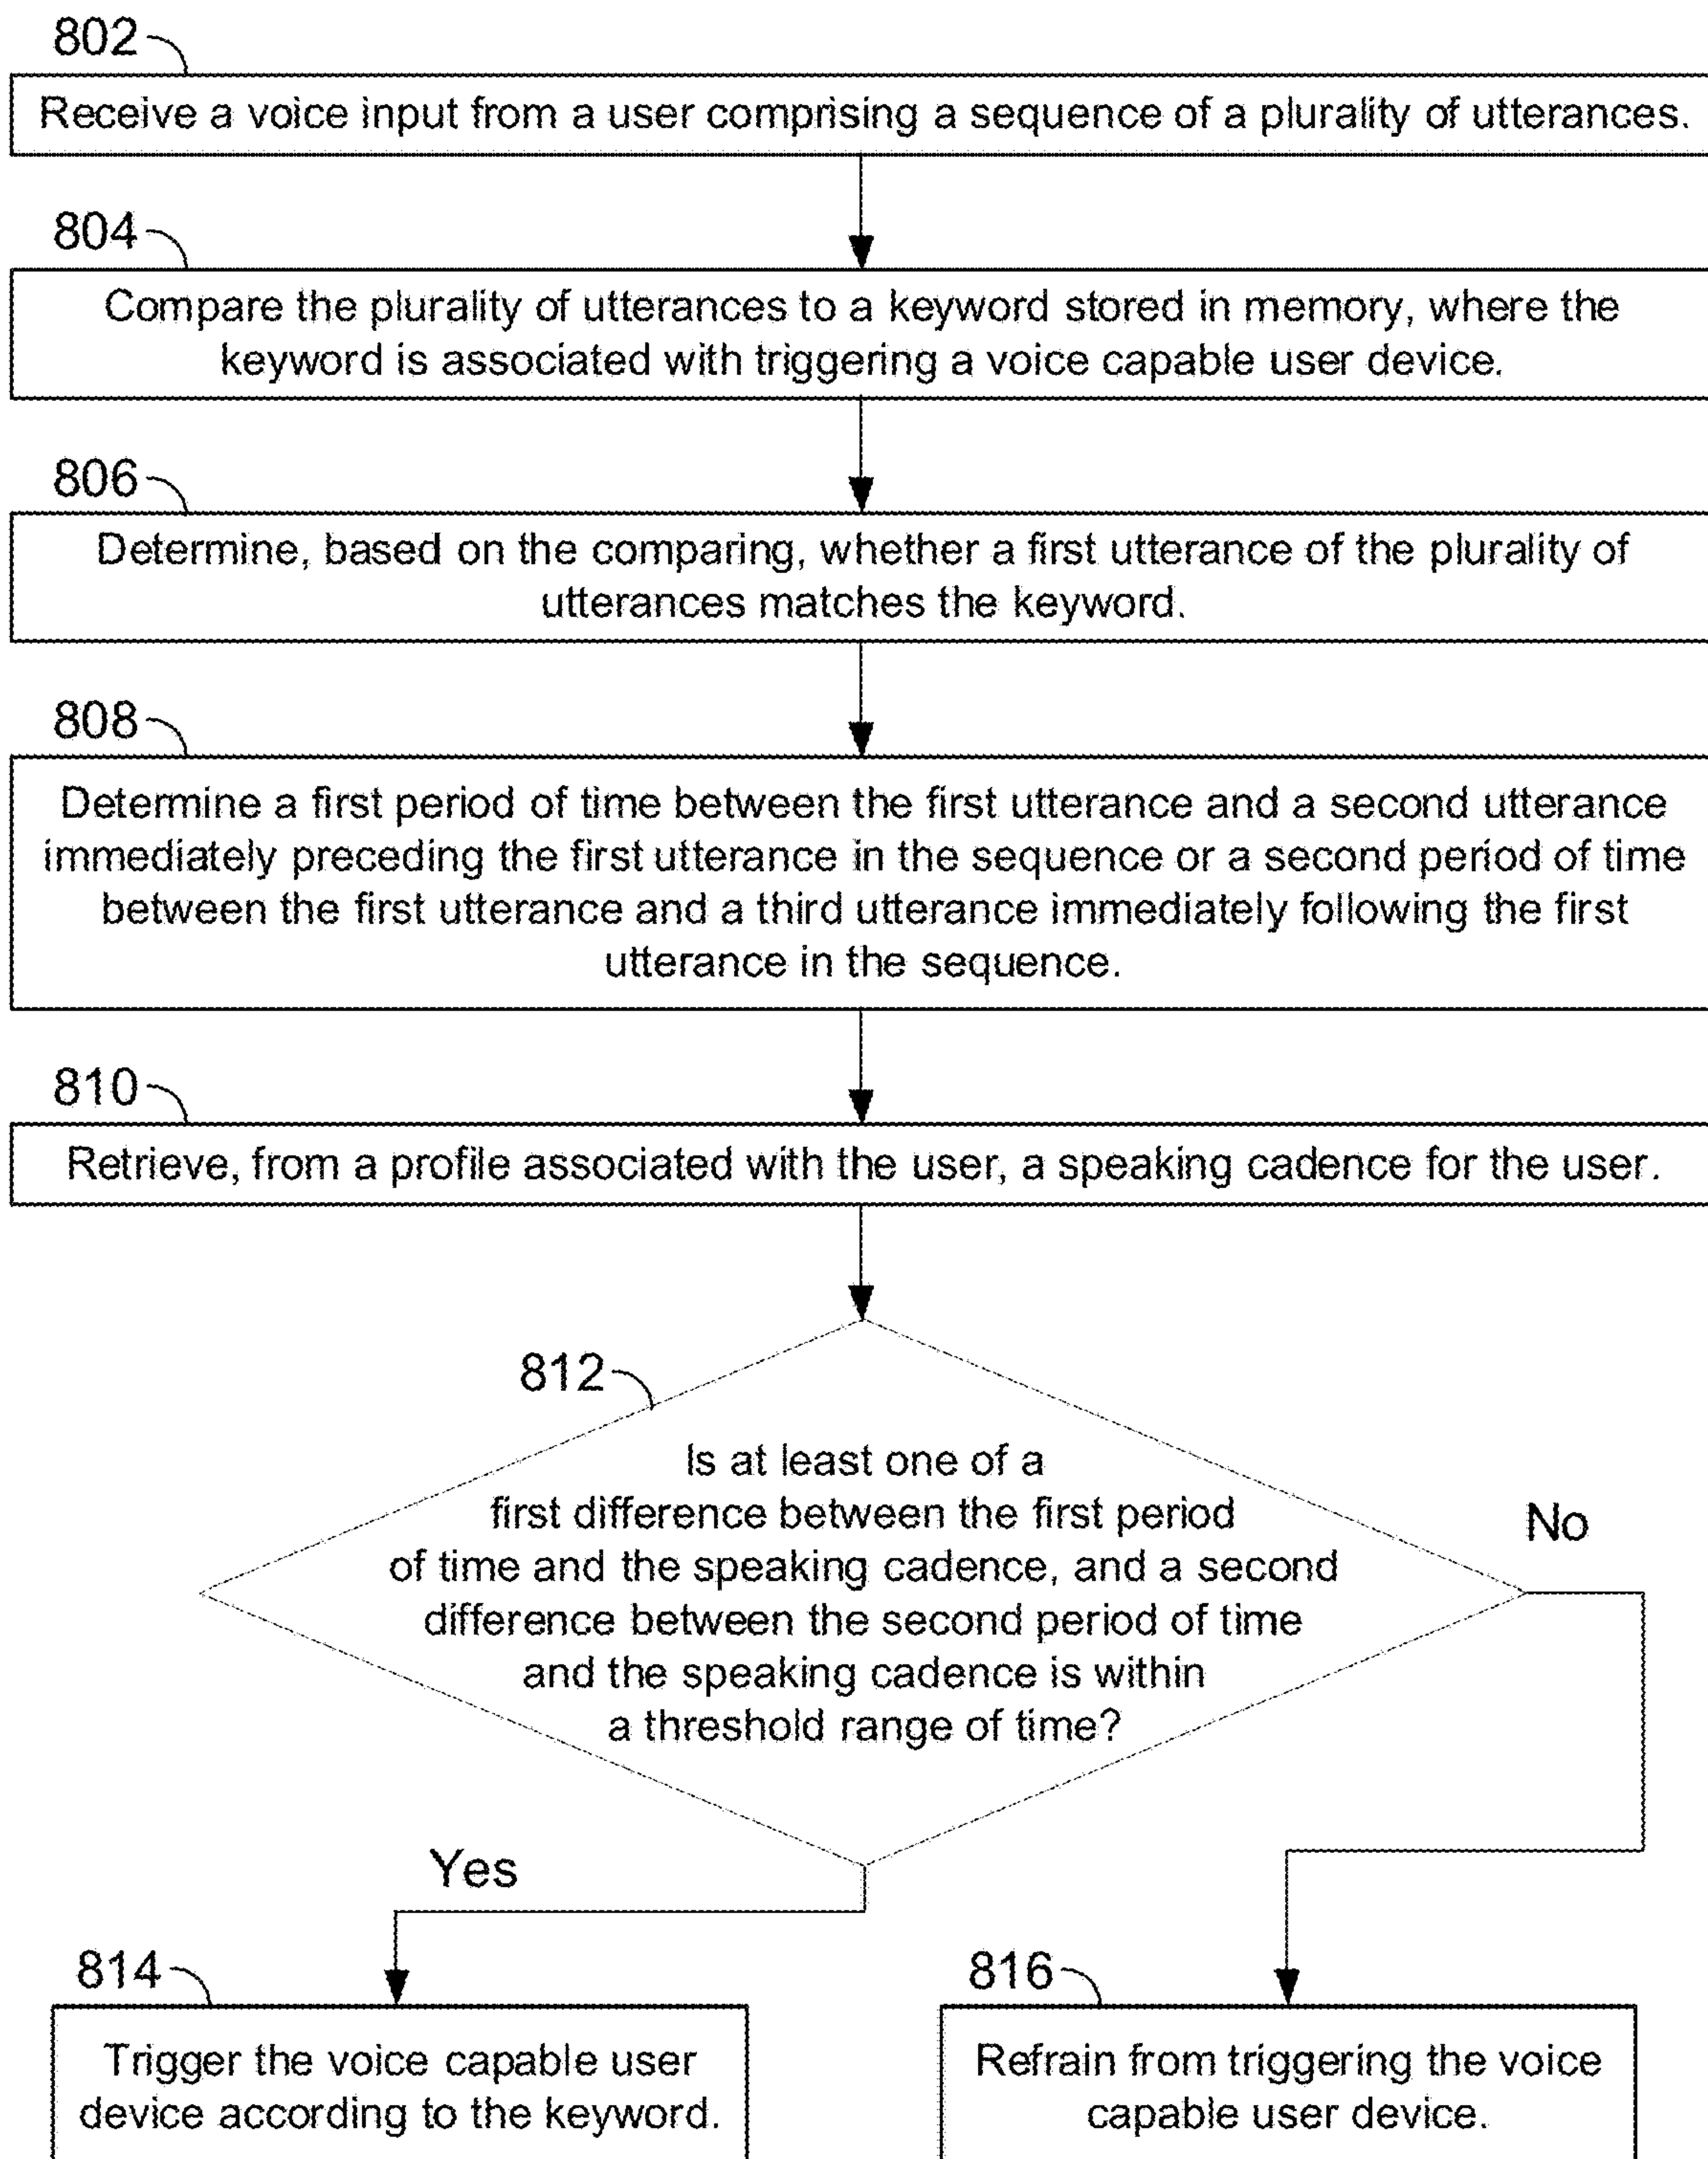 802
Receive a voice input from a user comprising a sequence of a plurality of utterances.
804
Compare the plurality of utterances to a keyword stored in memory, where the
keyword is associated with triggering a voice capable user device.
806
Determine, based on the comparing, whether a first utterance of the plurality of
utterances matches the keyword.
808
Determine a first period of time between the first utterance and a second utterance
immediately preceding the first utterance in the sequence or a second period of time
between the first utterance and a third utterance immediately following the first
utterance in the sequence.
810
Retrieve, from a profile associated with the user, a speaking cadence for the user.
812
Is at least one of a
first difference between the first period
of time and the speaking cadence, and a second
difference between the second period of time
and the speaking cadence is within
a threshold range of time?
No
Yes
814
Trigger the voice capable user
device according to the keyword.
816
Refrain from triggering the voice
capable user device.